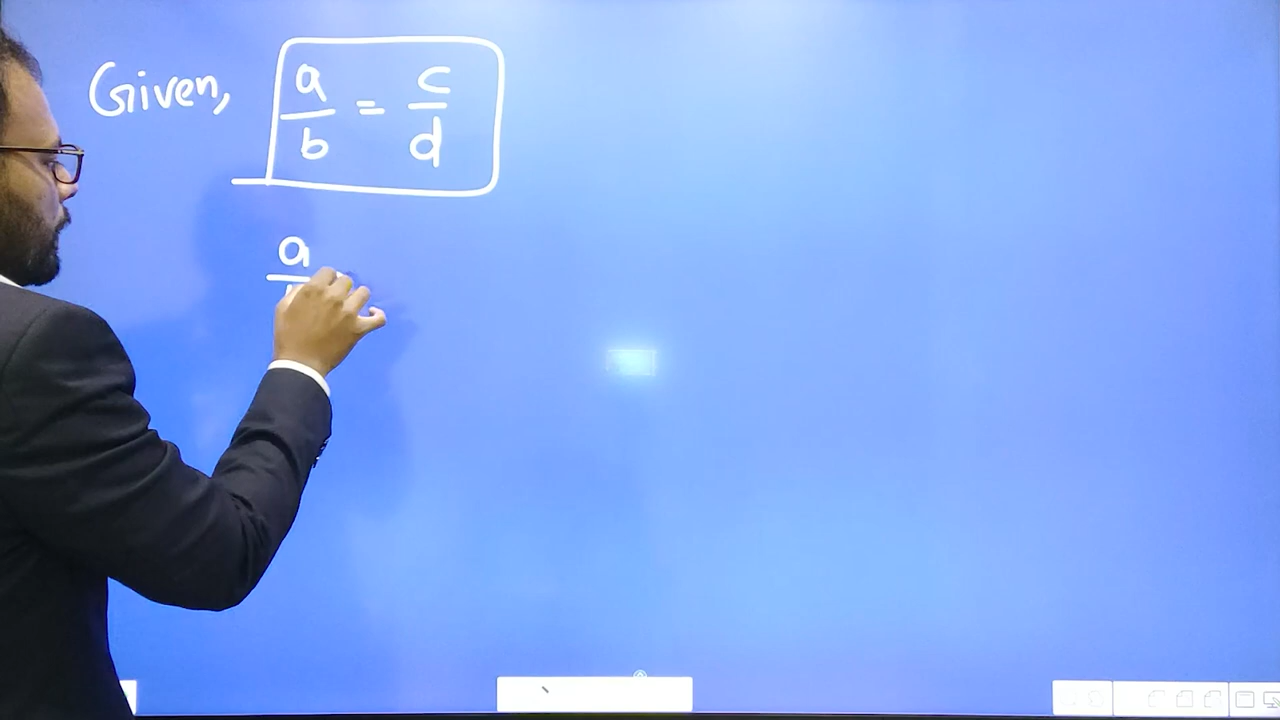 Given, a/b = c/d
a